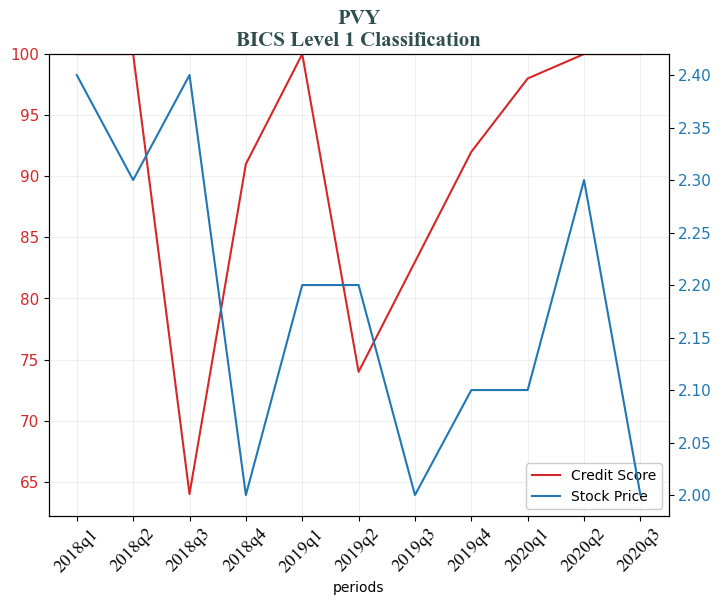 PVY
BICS Level 1 Classification
100
95
90
85
80
75
70
65
2.40
2.35
2.30
2.25
2.20
2.15
2.10
2.05
2.00
Credit Score
Stock Price
2018q1
2018q2
2018q3
2018q4
2019q1
2019q2
2019q3
2019q4
2020q1
2020q2
2020q3
periods